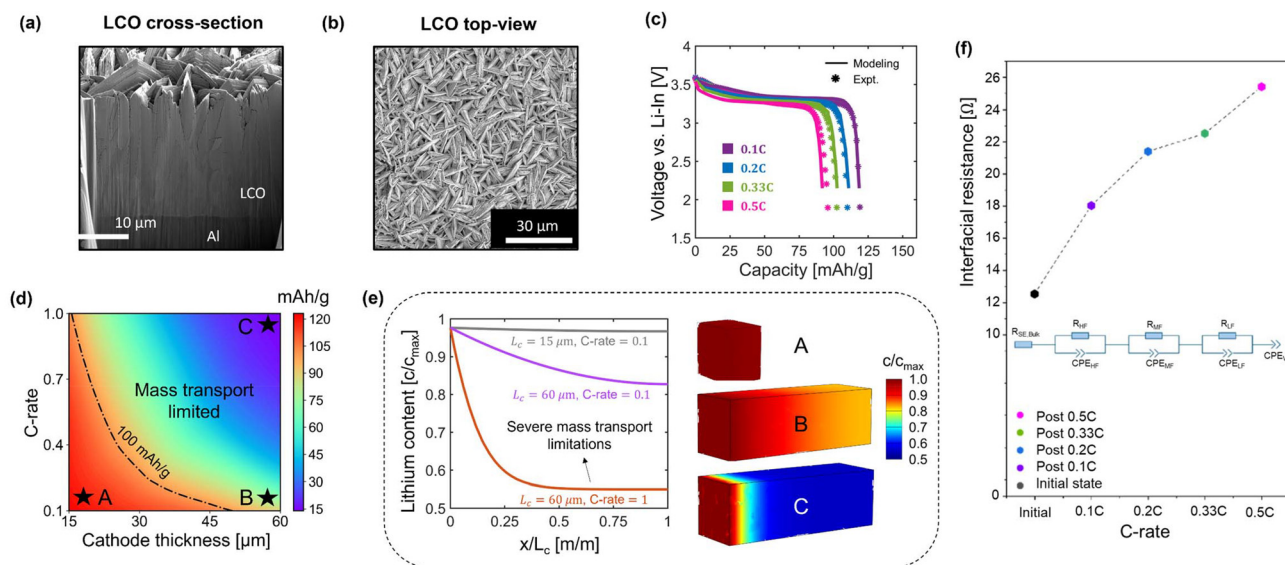 (a) LCO cross-section
LCO
10 µm
Al
(b) LCO top-view
30 µm
(c)
Voltage vs. Li-In [V]
4
3.5
3
2.5
2
1.5
Modeling
Expt.
0.1C
0.2C
0.33C
0.5C
0 25 50 75 100 125 150
Capacity [mAh/g]
(d)
mAh/g
C-rate
1.0
0.7
0.4
0.1
C
Mass transport
limited
100 mAh/g
A
B
15 30 45 60
Cathode thickness [µm]
120
100
80
60
40
20
14
(e)
Lithium content [c/cmax]
1
0.9
0.8
0.7
0.6
0.5
Lc = 15 µm, C-rate = 0.1
Lc = 60 µm, C-rate = 0.1
Severe mass transport
limitations
Lc = 60 µm, C-rate = 1
0 0.25 0.5 0.75 1
x/Lc [m/m]
A
B
C
c/cmax
1.0
0.9
0.8
0.7
0.6
0.5
(f)
Interfacial resistance [Ω]
26
24
22
20
18
16
14
12
10
0
RSE.Bulk
RHF
CPEHF
RMF
CPEMF
RLF
CPELF
Post 0.5C
Post 0.33C
Post 0.2C
Post 0.1C
Initial state
Initial 0.1C 0.2C 0.33C 0.5C
C-rate